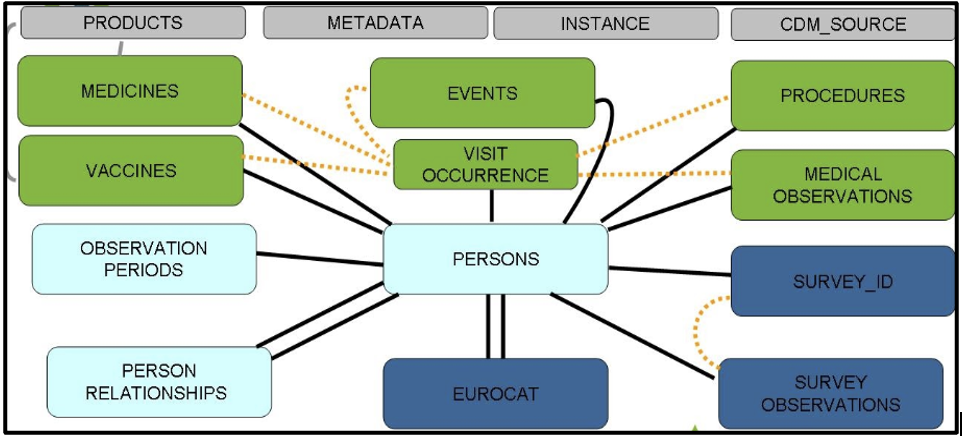 PRODUCTS
METADATA
INSTANCE
CDM_SOURCE
MEDICINES
EVENTS
PROCEDURES
VACCINES
VISIT
OCCURRENCE
MEDICAL
OBSERVATIONS
OBSERVATION
PERIODS
PERSONS
SURVEY_ID
PERSON
RELATIONSHIPS
EUROCAT
SURVEY
OBSERVATIONS